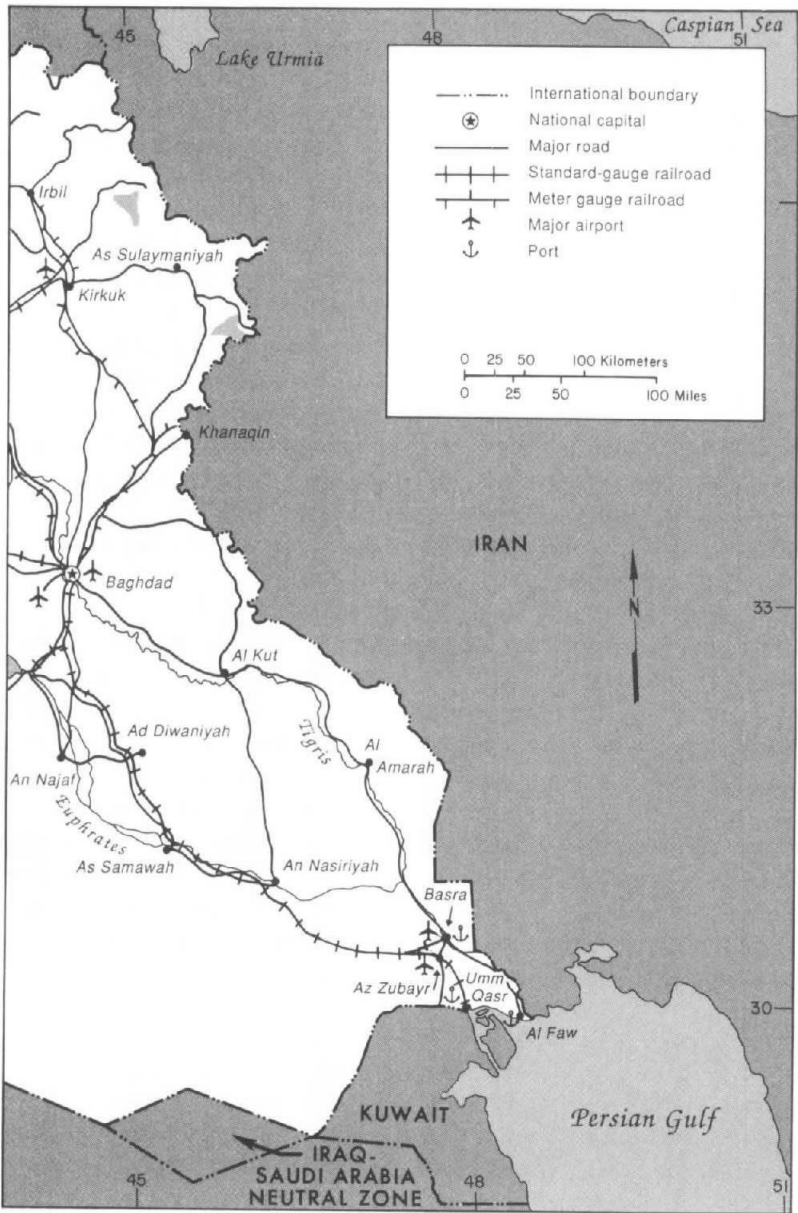 45
48
Caspian Sea
51
Lake Urmia
International boundary
National capital
Major road
Standard-gauge railroad
Meter gauge railroad
Major airport
Port
0 25 50 100 Kilometers
0 25 50 100 Miles
Irbil
As Sulaymaniyah
Kirkuk
Khanaqin
IRAN
N
Baghdad
33
Al Kut
Tigris
Ad Diwaniyah
Al
Amarah
An Najaf
Euphrates
As Samawah
An Nasiriyah
Basra
Umm
Qasr
Az Zubayr
30
Al Faw
KUWAIT
Persian Gulf
IRAQ-
SAUDI ARABIA
NEUTRAL ZONE
45
48
51